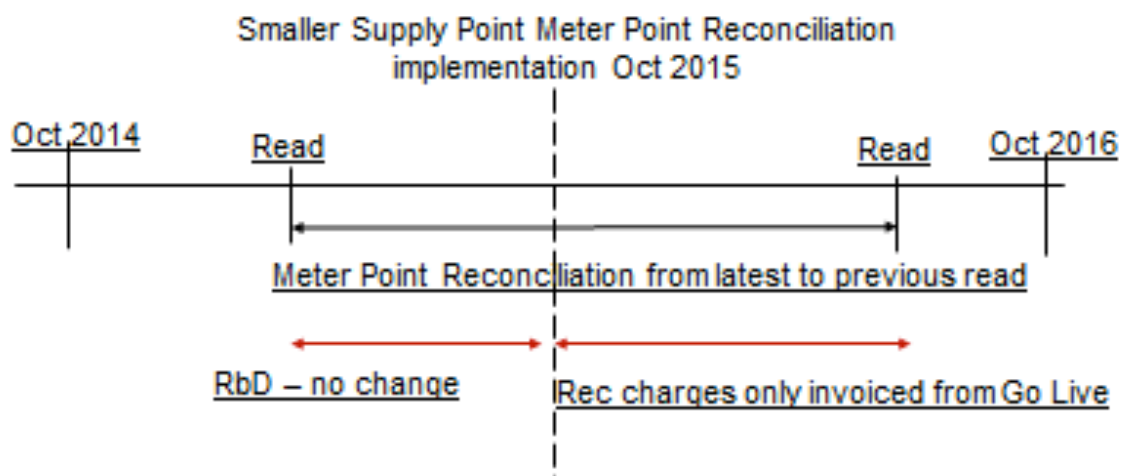 Smaller Supply Point Meter Point Reconciliation
implementation Oct 2015
Oct 2014
Read
Read
Oct 2016
Meter Point Reconciliation from latest to previous read
RbD – no change
Rec charges only invoiced from Go Live